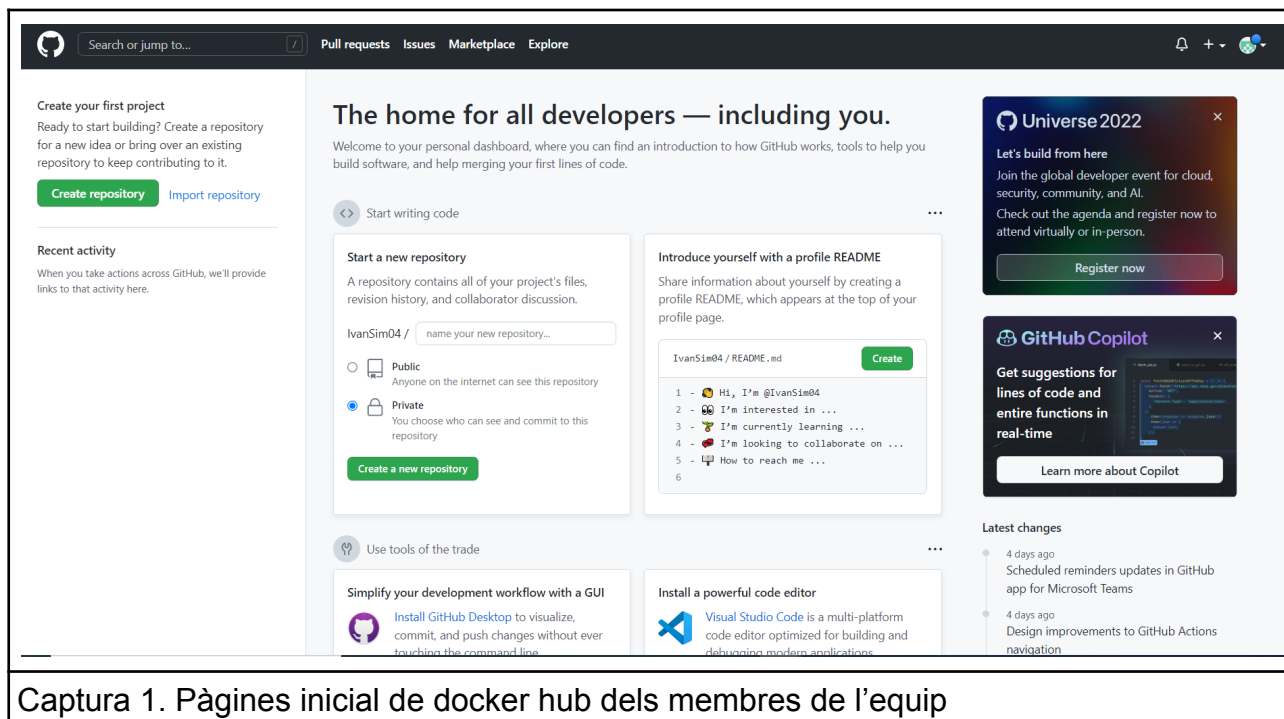 Search or jump to... /
Pull requests Issues Marketplace Explore
Create your first project
Ready to start building? Create a repository
for a new idea or bring over an existing
repository to keep contributing to it.
Create repository Import repository
Recent activity
When you take actions across GitHub, we'll provide
links to that activity here.
The home for all developers — including you.
Welcome to your personal dashboard, where you can find an introduction to how GitHub works, tools to help you
build software, and help merging your first lines of code.
Start writing code
Start a new repository
A repository contains all of your project's files,
revision history, and collaborator discussion.
IvanSim04 / name your new repository...
Public
Anyone on the internet can see this repository
Private
You choose who can see and commit to this
repository
Create a new repository
Introduce yourself with a profile README
Share information about yourself by creating a
profile README, which appears at the top of your
profile page.
IvanSim04 / README.md Create
1 - 👋 Hi, I'm @IvanSim04
2 - 👀 I'm interested in ...
3 - 🌱 I'm currently learning ...
4 - 💞️ I'm looking to collaborate on ...
5 - 📫 How to reach me ...
6
Use tools of the trade
Simplify your development workflow with a GUI
Install GitHub Desktop to visualize,
commit, and push changes without ever
touching the command line.
Install a powerful code editor
Visual Studio Code is a multi-platform
code editor optimized for building and
debugging modern applications.
Universe 2022
Let's build from here
Join the global developer event for cloud,
security, community, and AI.
Check out the agenda and register now to
attend virtually or in-person.
Register now
GitHub Copilot
Get suggestions for
lines of code and
entire functions in
real-time
Learn more about Copilot
Latest changes
4 days ago
Scheduled reminders updates in GitHub
app for Microsoft Teams
4 days ago
Design improvements to GitHub Actions
navigation
Captura 1. Pàgines inicial de docker hub dels membres de l'equip